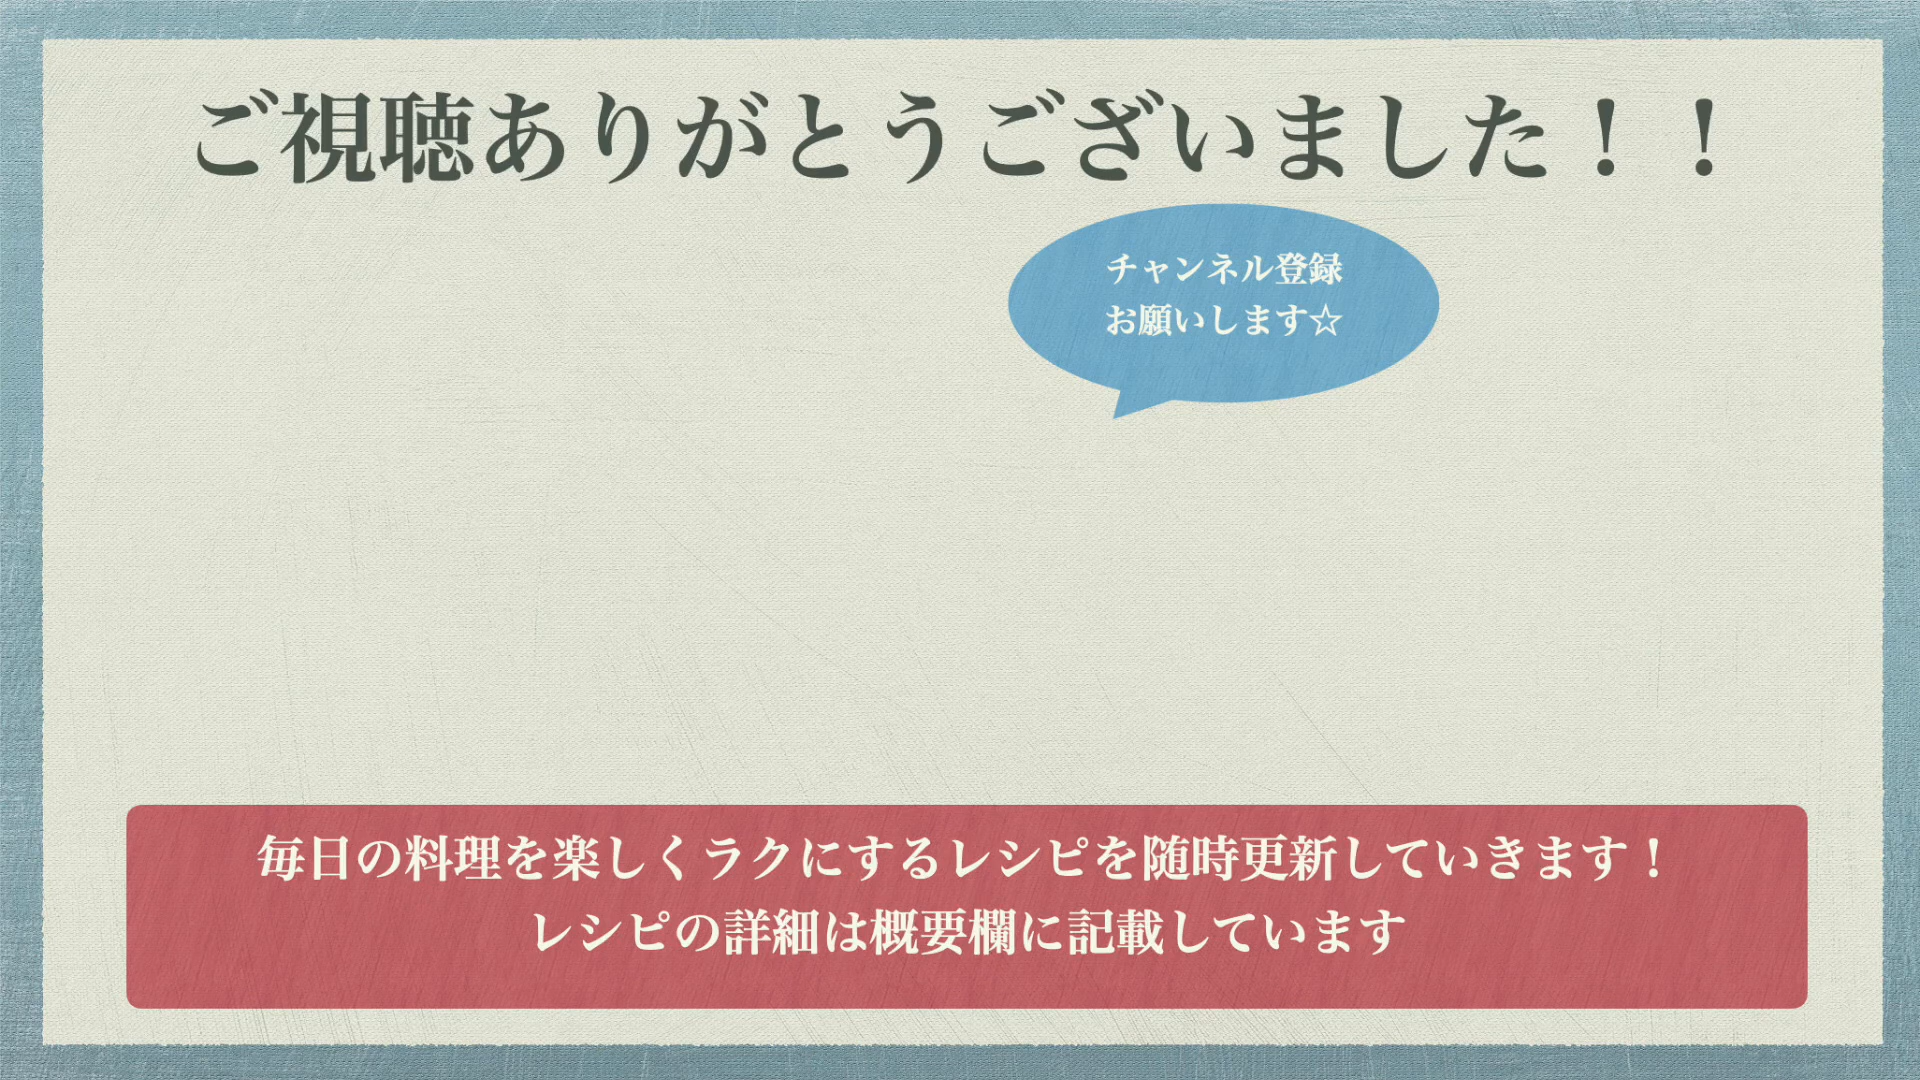 ご視聴ありがとうございました！！
チャンネル登録
お願いします☆
毎日の料理を楽しくラクにするレシピを随時更新していきます！
レシピの詳細は概要欄に記載しています